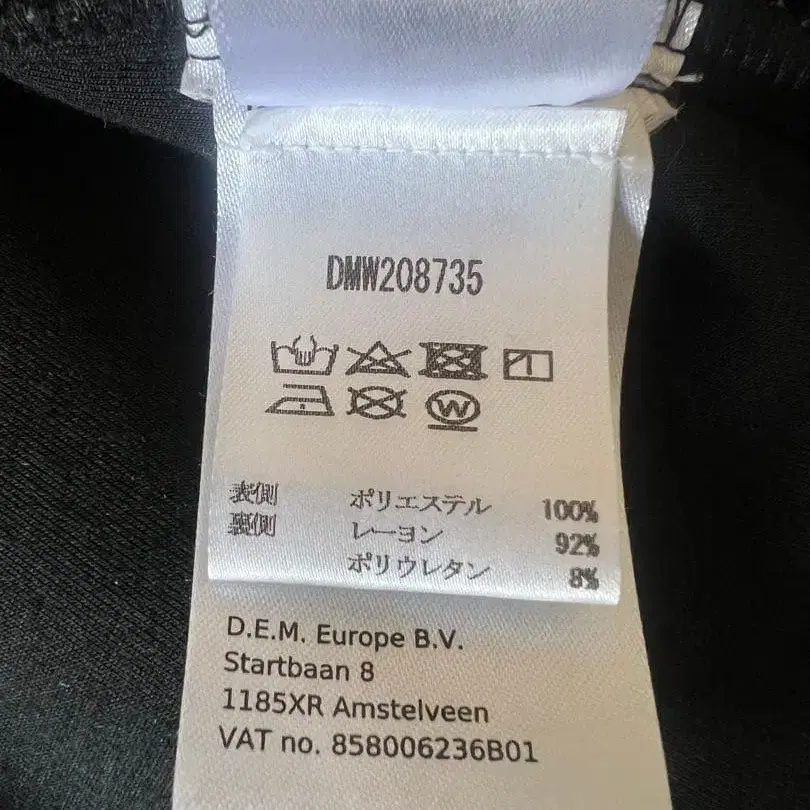 DMW208735
W
表側 ポリエステル 100%
裏側 レーヨン 92%
ポリウレタン 8%
D.E.M. Europe B.V.
Startbaan 8
1185XR Amstelveen
VAT no. 858006236B01